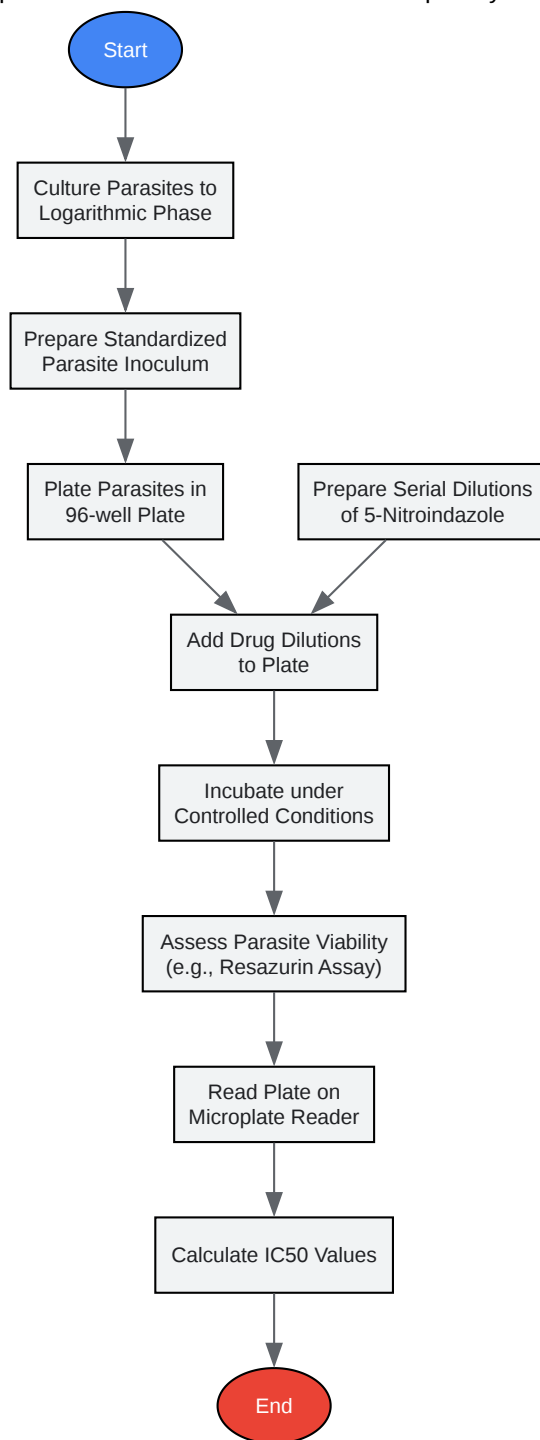 Start
Culture Parasites to
Logarithmic Phase
Prepare Standardized
Parasite Inoculum
Plate Parasites in
96-well Plate
Prepare Serial Dilutions
of 5-Nitroindazole
Add Drug Dilutions
to Plate
Incubate under
Controlled Conditions
Assess Parasite Viability
(e.g., Resazurin Assay)
Read Plate on
Microplate Reader
Calculate IC50 Values
End